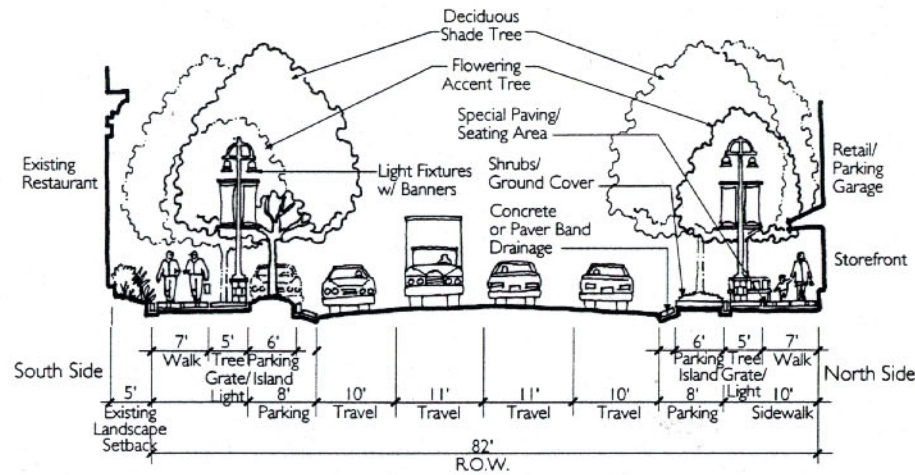 Deciduous
Shade Tree
Flowering
Accent Tree
Special Paving/
Seating Area
Existing
Restaurant
Light Fixtures
w/ Banners
Shrubs/
Ground Cover
Retail/
Parking
Garage
Concrete
or Paver Band
Drainage
Storefront
7' 5' 6' 6' 5' 7'
Walk Tree Parking Parking Tree Walk
Grate/ Island Island Grate/
Light Light
South Side North Side
5' 8' 10' 11' 11' 10' 8' 10'
Existing Parking Travel Travel Travel Travel Parking Sidewalk
Landscape
Setback
82'
R.O.W.